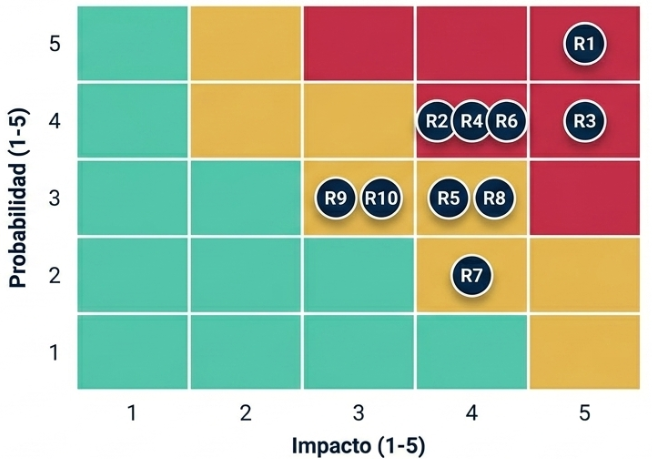 Probabilidad (1-5)
5
R1
4
R2 R4 R6 R3
3
R9 R10 R5 R8
2
R7
1
1 2 3 4 5
Impacto (1-5)